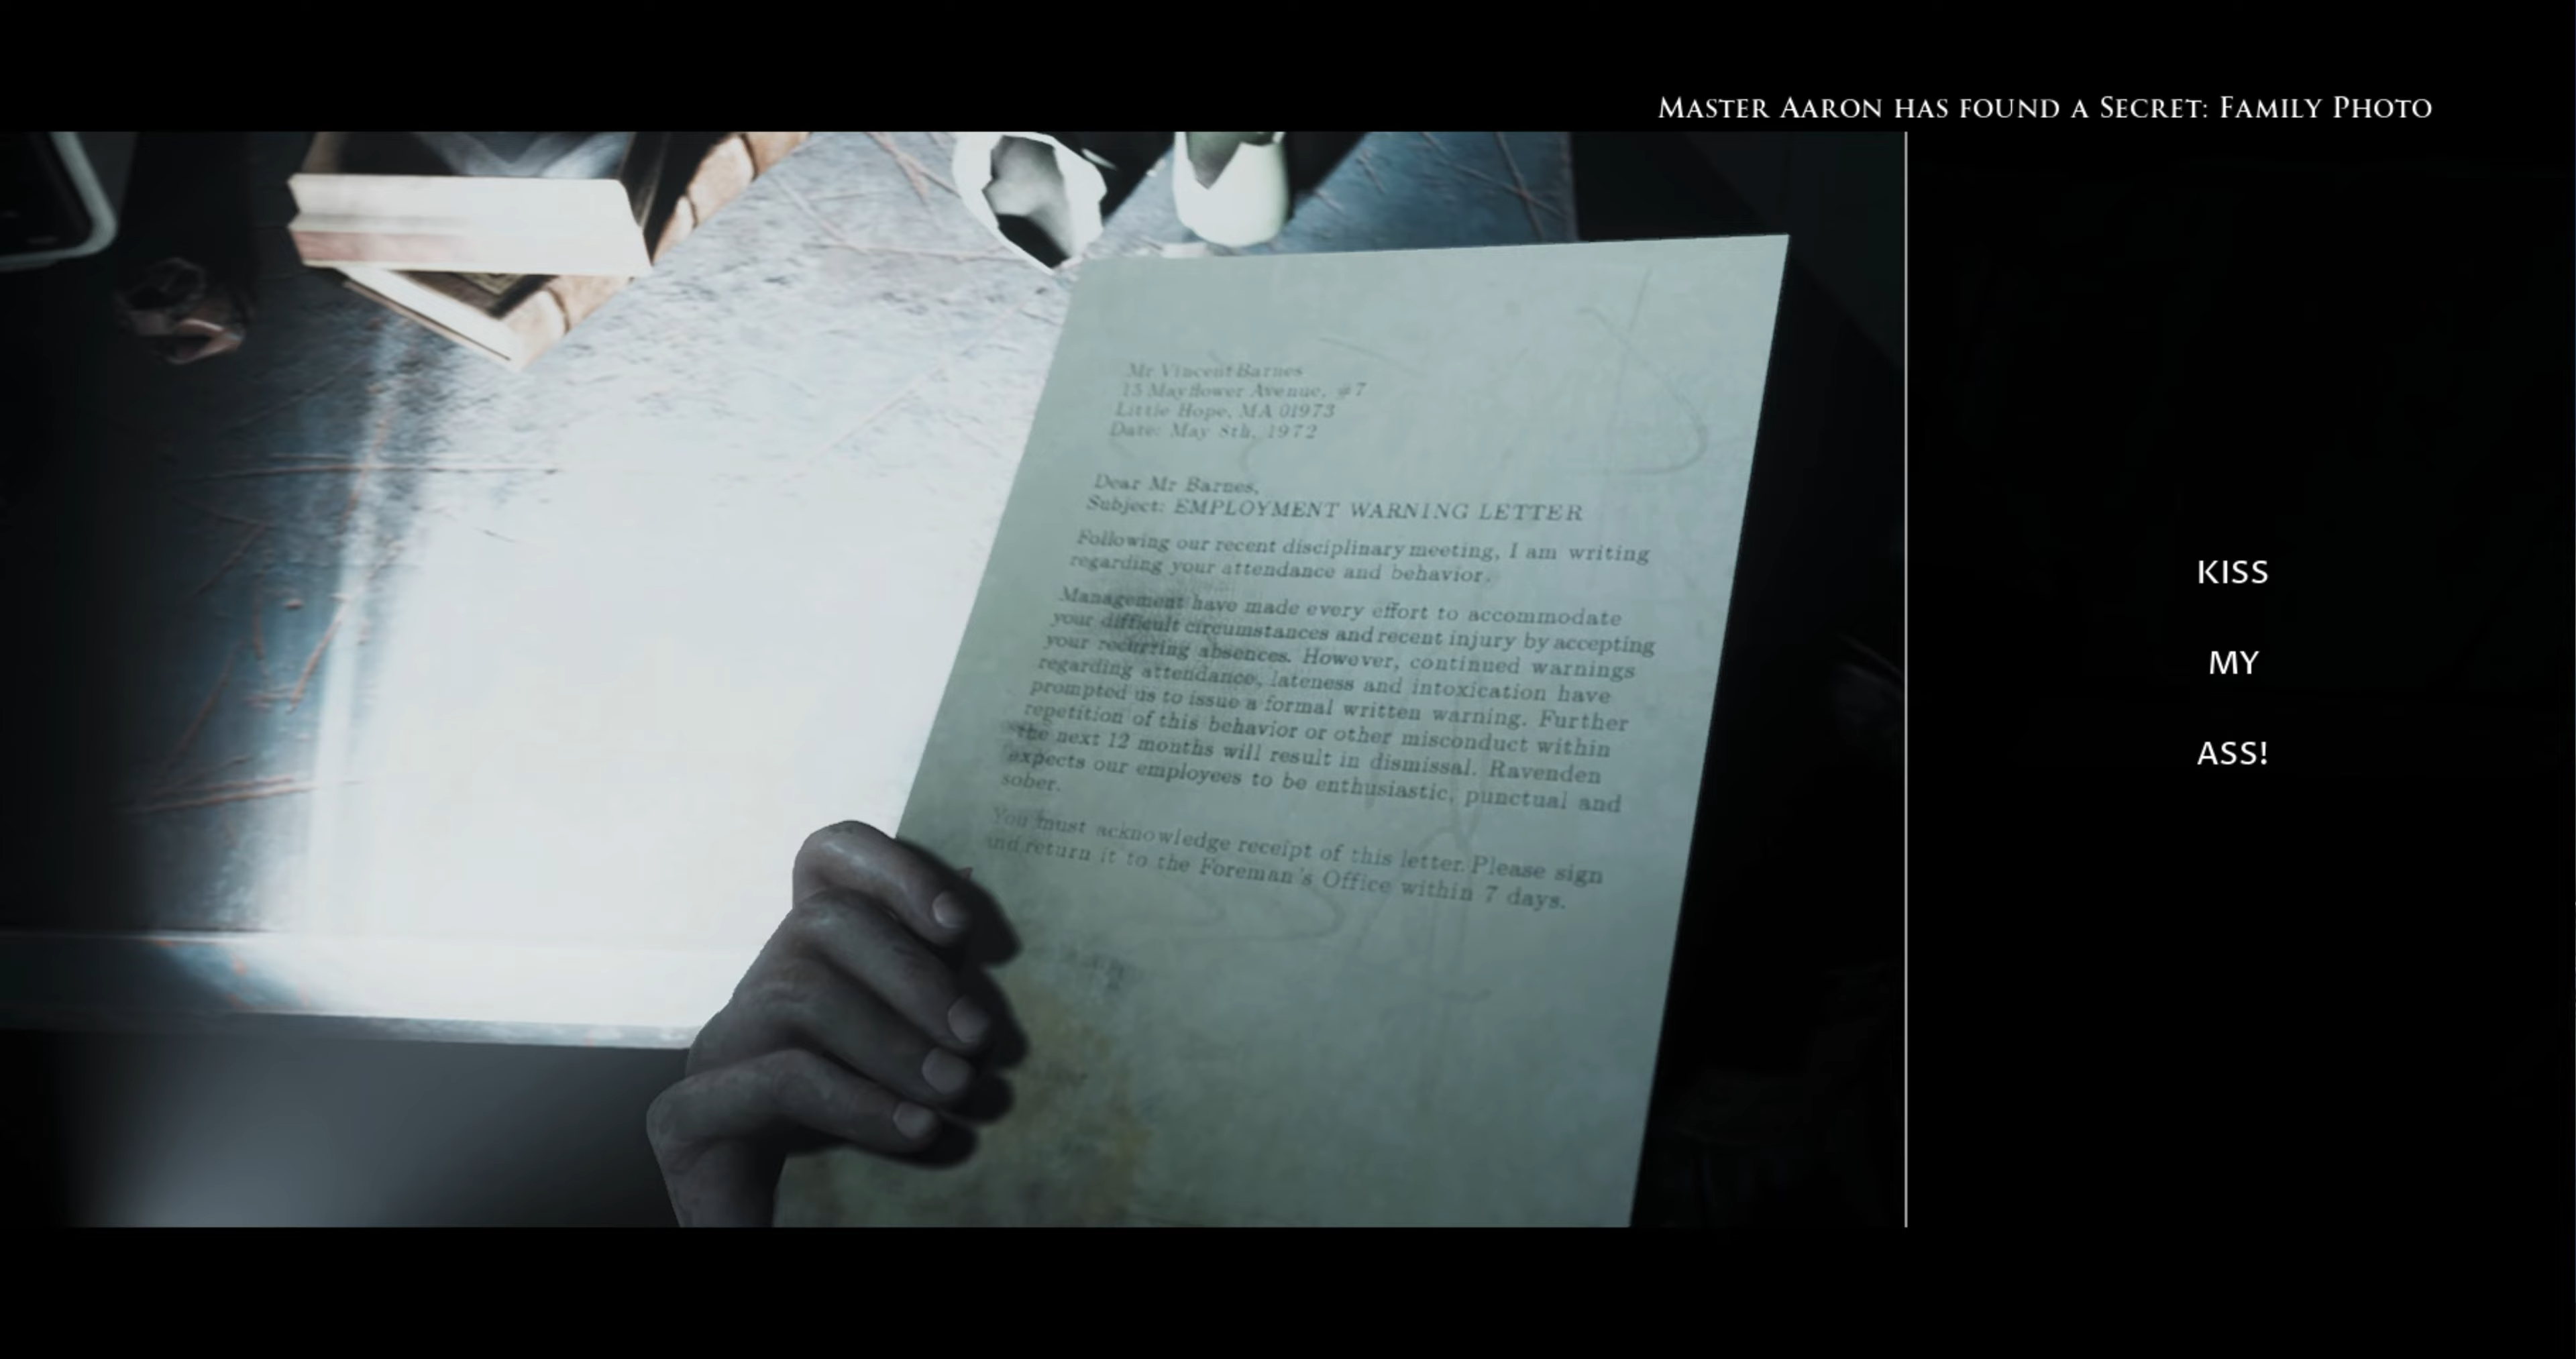 MASTER AARON HAS FOUND A SECRET: FAMILY PHOTO
Mr Vincent Barnes
13 Mayflower Avenue, #7
Little Hope, MA 01973
Date: May 8th, 1972
Dear Mr Barnes,
Subject: EMPLOYMENT WARNING LETTER
Following our recent disciplinary meeting, I am writing
regarding your attendance and behavior.
Management have made every effort to accommodate
your difficult circumstances and recent injury by accepting
your recurring absences. However, continued warnings
regarding attendance, lateness and intoxication have
prompted us to issue a formal written warning. Further
repetition of this behavior or other misconduct within
the next 12 months will result in dismissal. Ravenden
expects our employees to be enthusiastic, punctual and
sober.
You must acknowledge receipt of this letter. Please sign
and return it to the Foreman's Office within 7 days.
KISS
MY
ASS!